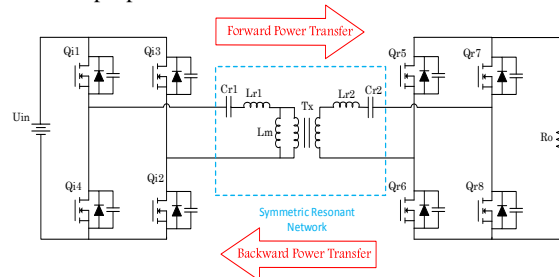 Forward Power Transfer
Qi1
Qi3
Qr5
Qr7
Cr1
Lr1
Lr2
Cr2
Tx
Lm
Uin
Ro
Qi4
Qi2
Qr6
Qr8
Symmetric Resonant
Network
Backward Power Transfer